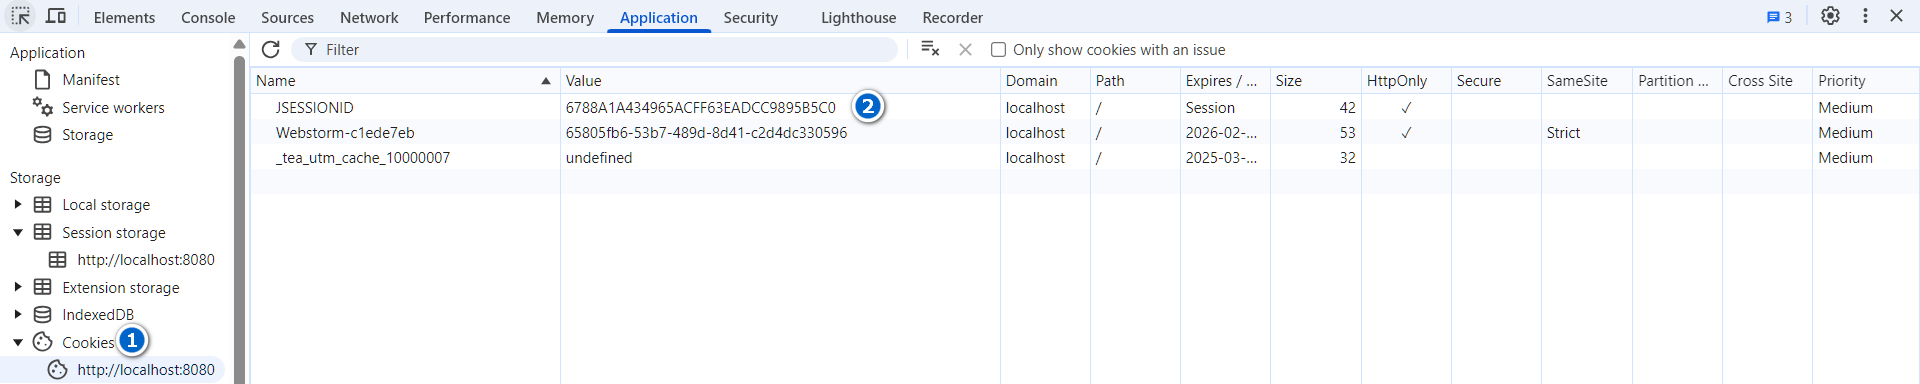 Elements Console Sources Network Performance Memory Application Security Lighthouse Recorder 3
Application
Manifest
Service workers
Storage
Storage
Local storage
Session storage
http://localhost:8080
Extension storage
IndexedDB
Cookies 1
http://localhost:8080
Filter Only show cookies with an issue
Name Value Domain Path Expires / ... Size HttpOnly Secure SameSite Partition ... Cross Site Priority
JSESSIONID 6788A1A434965ACFF63EADCC9895B5C0 2 localhost / Session 42 ✓ Medium
Webstorm-c1ede7eb 65805fb6-53b7-489d-8d41-c2d4dc330596 localhost / 2026-02-... 53 ✓ Strict Medium
_tea_utm_cache_10000007 undefined localhost / 2025-03-... 32 Medium